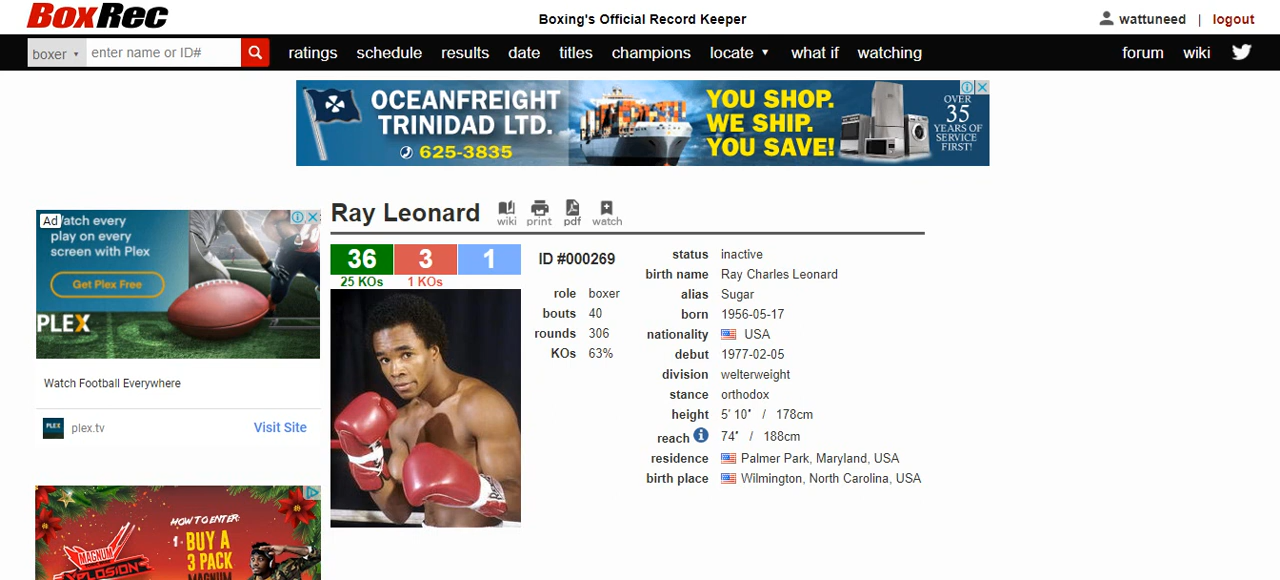 BoxRec
Boxing's Official Record Keeper
wattuneed | logout
boxer enter name or ID#
ratings schedule results date titles champions locate what if watching
forum wiki
OCEANFREIGHT
TRINIDAD LTD.
625-3835
YOU SHOP.
WE SHIP.
YOU SAVE!
OVER
35
YEARS OF
SERVICE
FIRST!
Ad
Watch every
play on every
screen with Plex
Get Plex Free
PLEX
Watch Football Everywhere
PLEX
plex.tv
Visit Site
HOW TO ENTER:
1 · BUY A
3 PACK
MAGNUM
MAGNUM
EXPLOSION
Ray Leonard
wiki print pdf watch
36 3 1
25 KOs 1 KOs
ID #000269
role boxer
bouts 40
rounds 306
KOs 63%
status inactive
birth name Ray Charles Leonard
alias Sugar
born 1956-05-17
nationality USA
debut 1977-02-05
division welterweight
stance orthodox
height 5′ 10″ / 178cm
reach 74″ / 188cm
residence Palmer Park, Maryland, USA
birth place Wilmington, North Carolina, USA